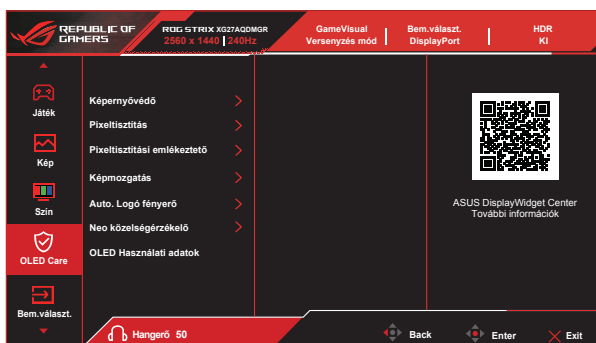 REPUBLIC OF
GAMERS
ROG STRIX XG27AQDMGR
2560 x 1440 240Hz
GameVisual
Versenyzés mód
Bem.választ.
DisplayPort
HDR
KI
Játék
Kép
Szín
OLED Care
Bem.választ.
Képernyővédő
Pixeltisztítás
Pixeltisztítási emlékeztető
Képmozgatás
Auto. Logó fényerő
Neo közelségérzékelő
OLED Használati adatok
ASUS DisplayWidget Center
További információk
Hangerő 50
Back
Enter
Exit